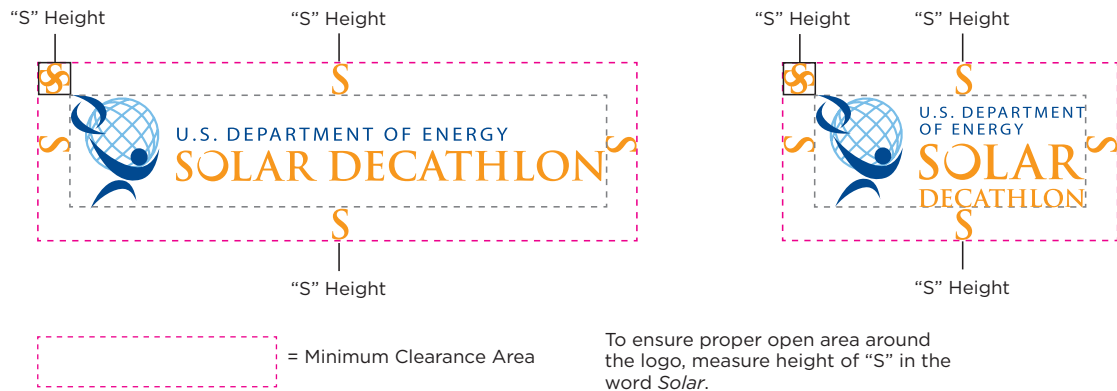 “S” Height
“S” Height
S
S
S
S
U.S. DEPARTMENT OF ENERGY
SOLAR DECATHLON
S
S
“S” Height
“S” Height
“S” Height
S
S
S
S
U.S. DEPARTMENT
OF ENERGY
SOLAR
DECATHLON
S
S
“S” Height
= Minimum Clearance Area
To ensure proper open area around
the logo, measure height of “S” in the
word Solar.